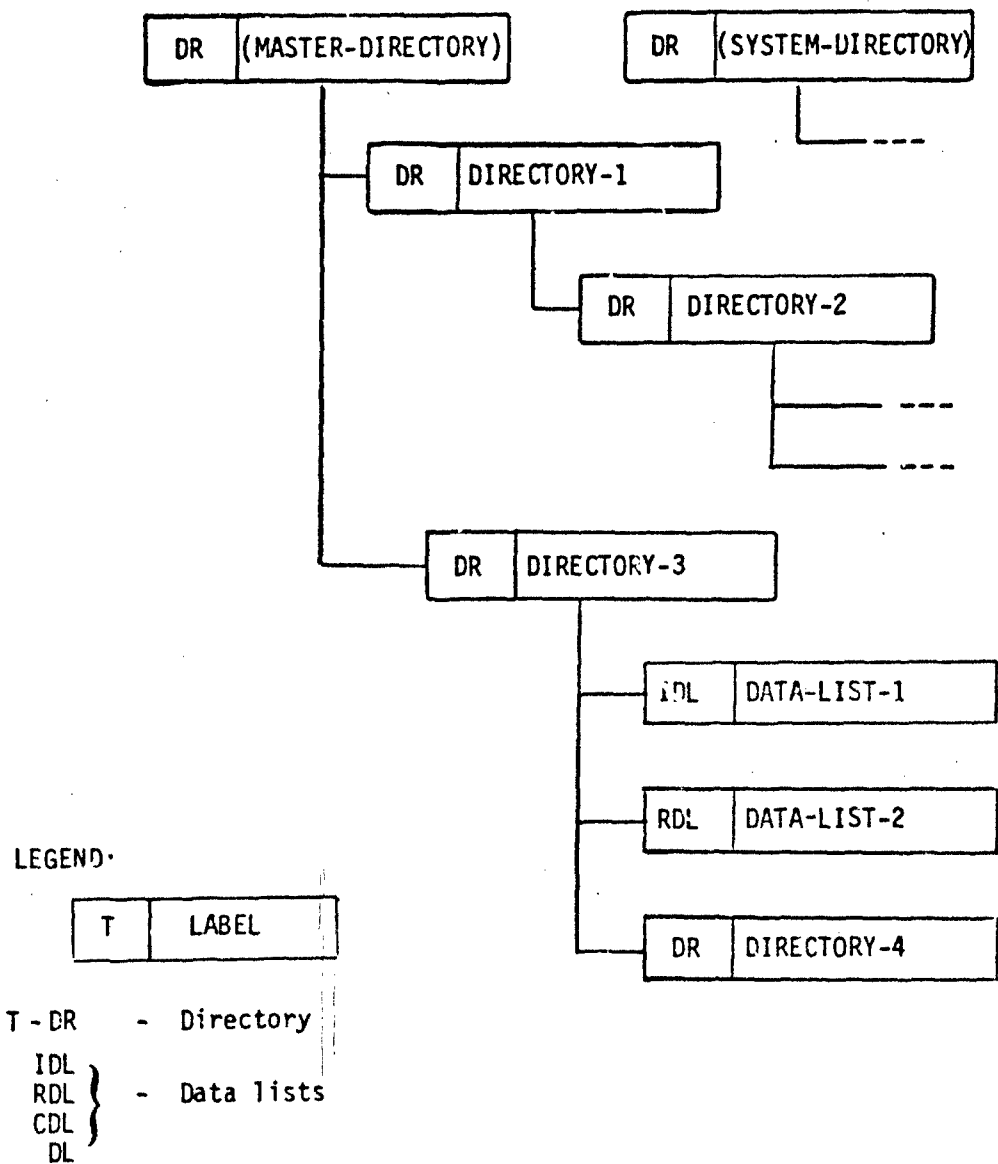 DR (MASTER-DIRECTORY)
DR (SYSTEM-DIRECTORY)
DR DIRECTORY-1
DR DIRECTORY-2
DR DIRECTORY-3
IDL DATA-LIST-1
RDL DATA-LIST-2
DR DIRECTORY-4
LEGEND:
T LABEL
T - DR - Directory
IDL
RDL - Data lists
CDL
DL